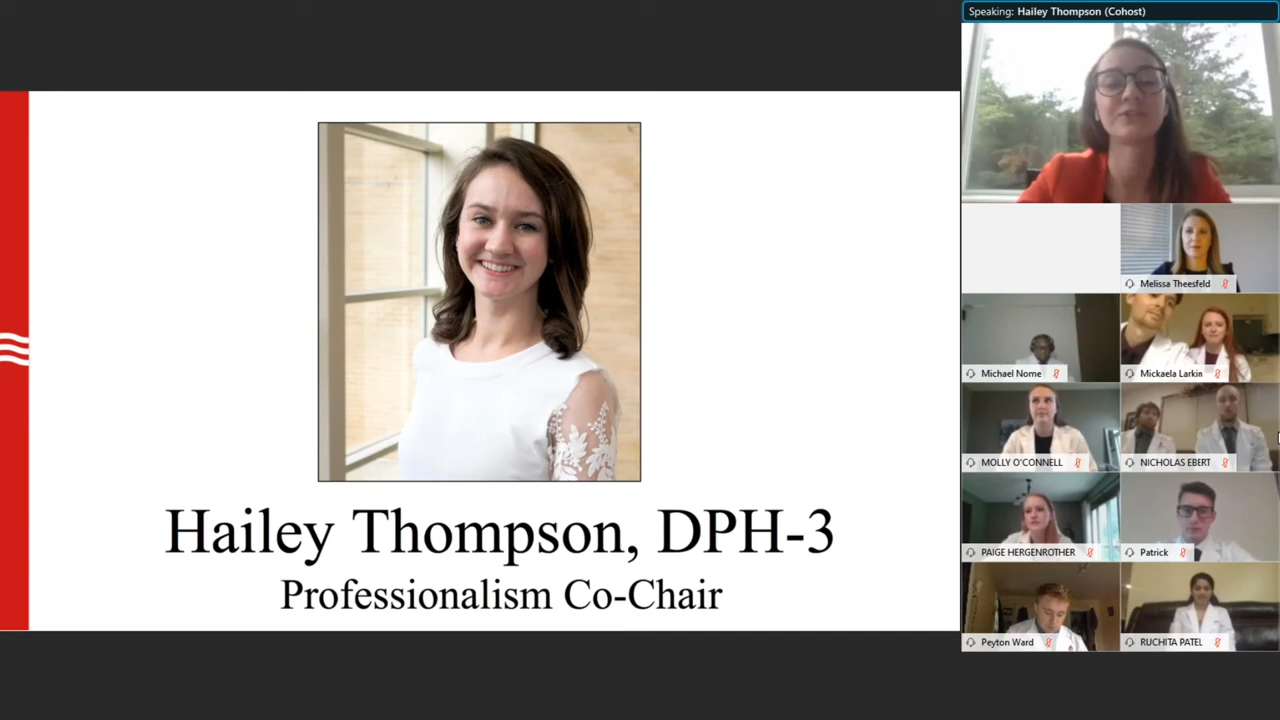 Speaking: Hailey Thompson (Cohost)
Hailey Thompson, DPH-3
Professionalism Co-Chair
Melissa Theesfeld
Michael Nome
Mickaela Larkin
MOLLY O'CONNELL
NICHOLAS EBERT
PAIGE HERGENROTHER
Patrick
Peyton Ward
RUCHITA PATEL